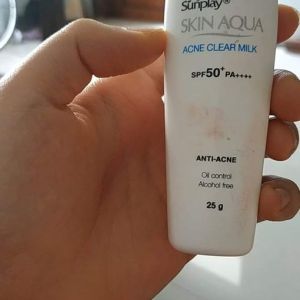 Sunplay®
SKIN AQUA
ACNE CLEAR MILK
SPF50+ PA++++
ANTI-ACNE
Oil control
Alcohol free
25 g